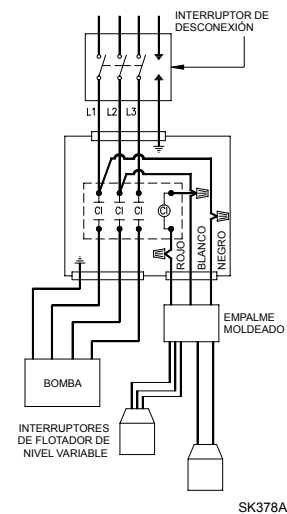 INTERRUPTOR DE
DESCONEXIÓN
L1 L2 L3
CI CI CI CI
ROJO
BLANCO
NEGRO
EMPALME
MOLDEADO
BOMBA
INTERRUPTORES
DE FLOTADOR DE
NIVEL VARIABLE
SK378A